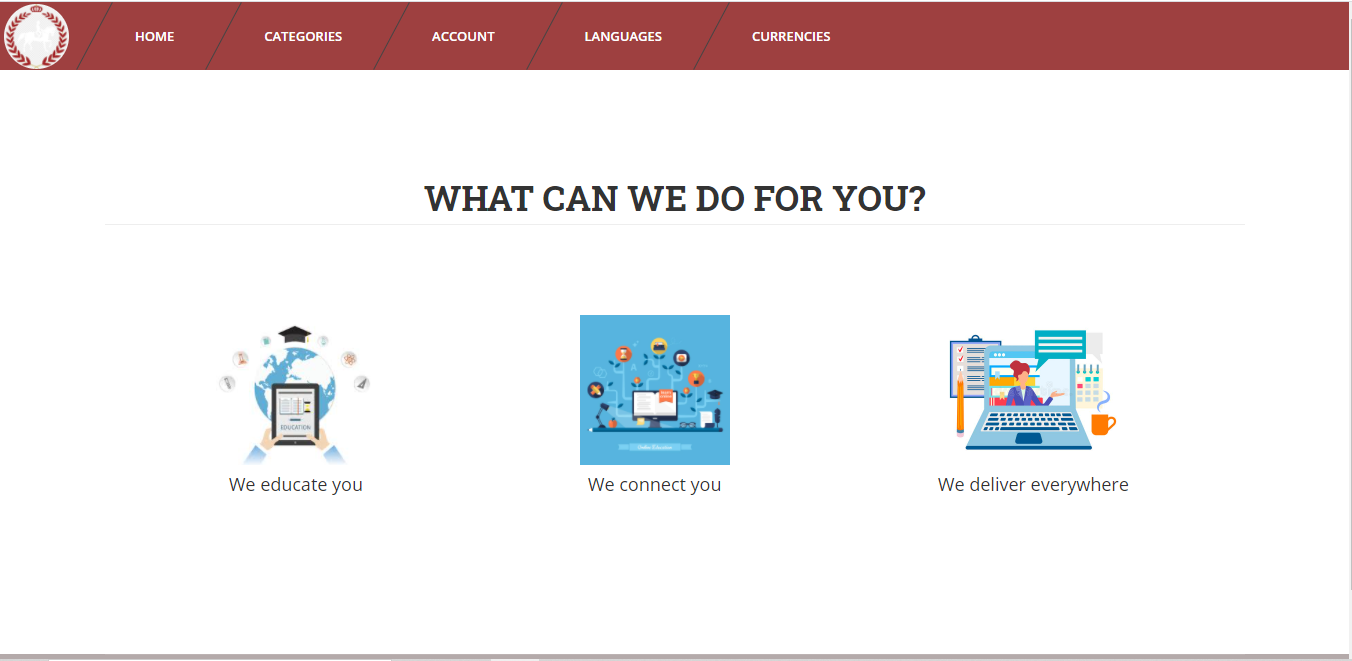 HOME
CATEGORIES
ACCOUNT
LANGUAGES
CURRENCIES
WHAT CAN WE DO FOR YOU?
EDUCATION
We educate you
We connect you
We deliver everywhere